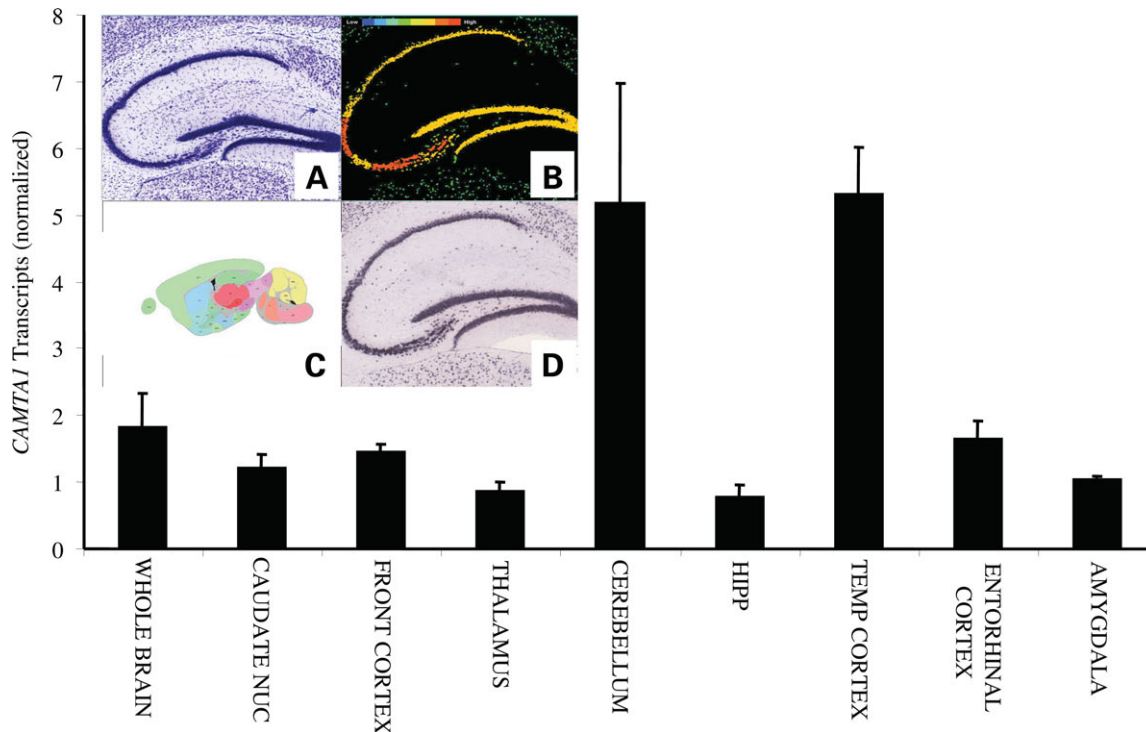 8
7
6
5
4
3
2
1
0
CAMTA1 Transcripts (normalized)
Low
High
A
B
C
D
WHOLE BRAIN
CAUDATE NUC
FRONT CORTEX
THALAMUS
CEREBELLUM
HIPP
TEMP CORTEX
ENTORHINAL
CORTEX
AMYGDALA